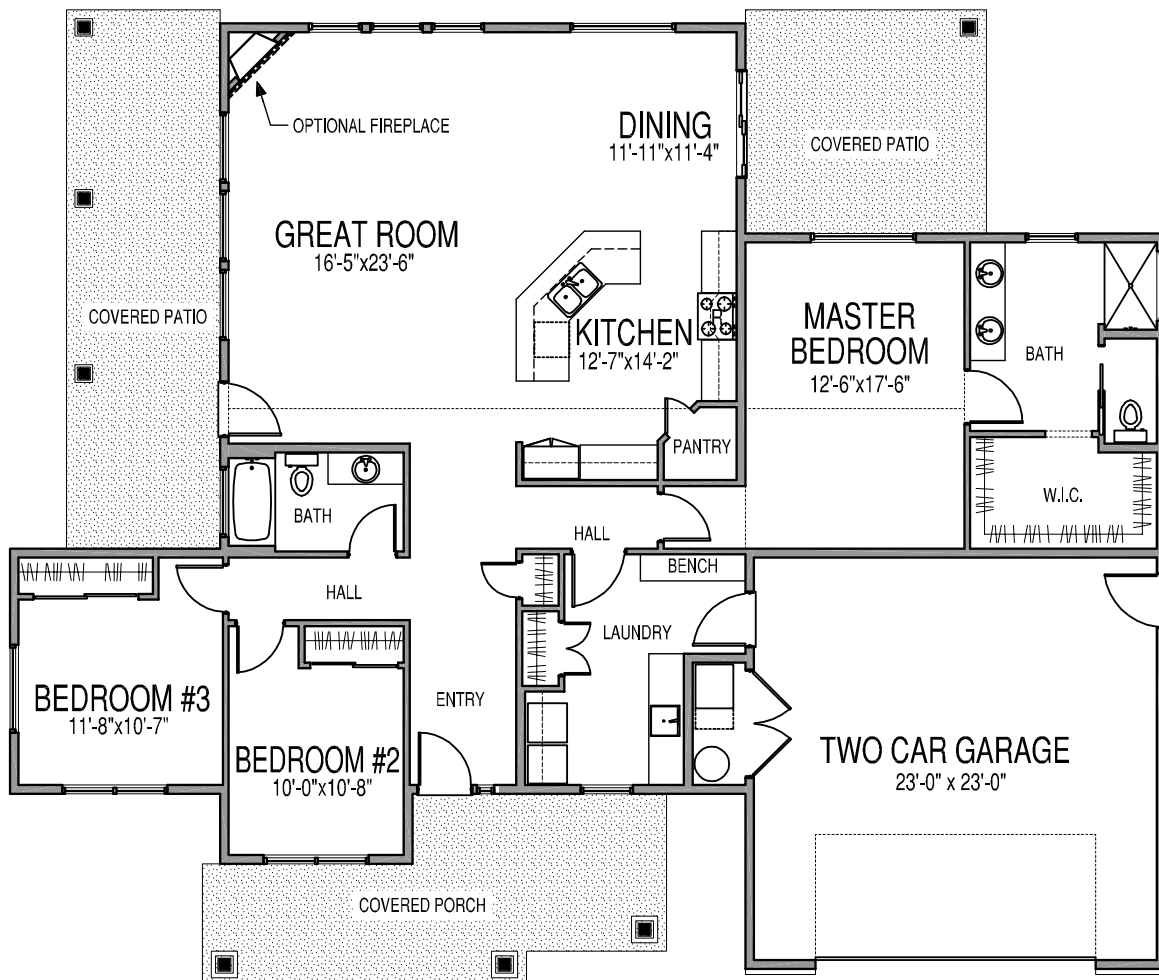 OPTIONAL FIREPLACE
DINING
11'-11"x11'-4"
COVERED PATIO
GREAT ROOM
16'-5"x23'-6"
COVERED PATIO
KITCHEN
12'-7"x14'-2"
R
MASTER
BEDROOM
12'-6"x17'-6"
BATH
PANTRY
W.I.C.
BATH
HALL
BENCH
HALL
LAUNDRY
BEDROOM #3
11'-8"x10'-7"
ENTRY
BEDROOM #2
10'-0"x10'-8"
TWO CAR GARAGE
23'-0" x 23'-0"
COVERED PORCH